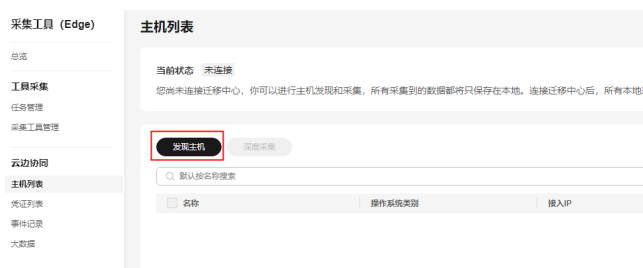 采集工具（Edge）
总览
工具采集
任务管理
采集工具管理
云边协同
主机列表
凭证列表
事件记录
大数据
主机列表
当前状态 未连接
您尚未连接迁移中心，你可以进行主机发现和采集，所有采集到的数据都将只保存在本地。连接迁移中心后，所有本地
发现主机 深度采集
默认按名称搜索
名称 操作系统类别 接入IP